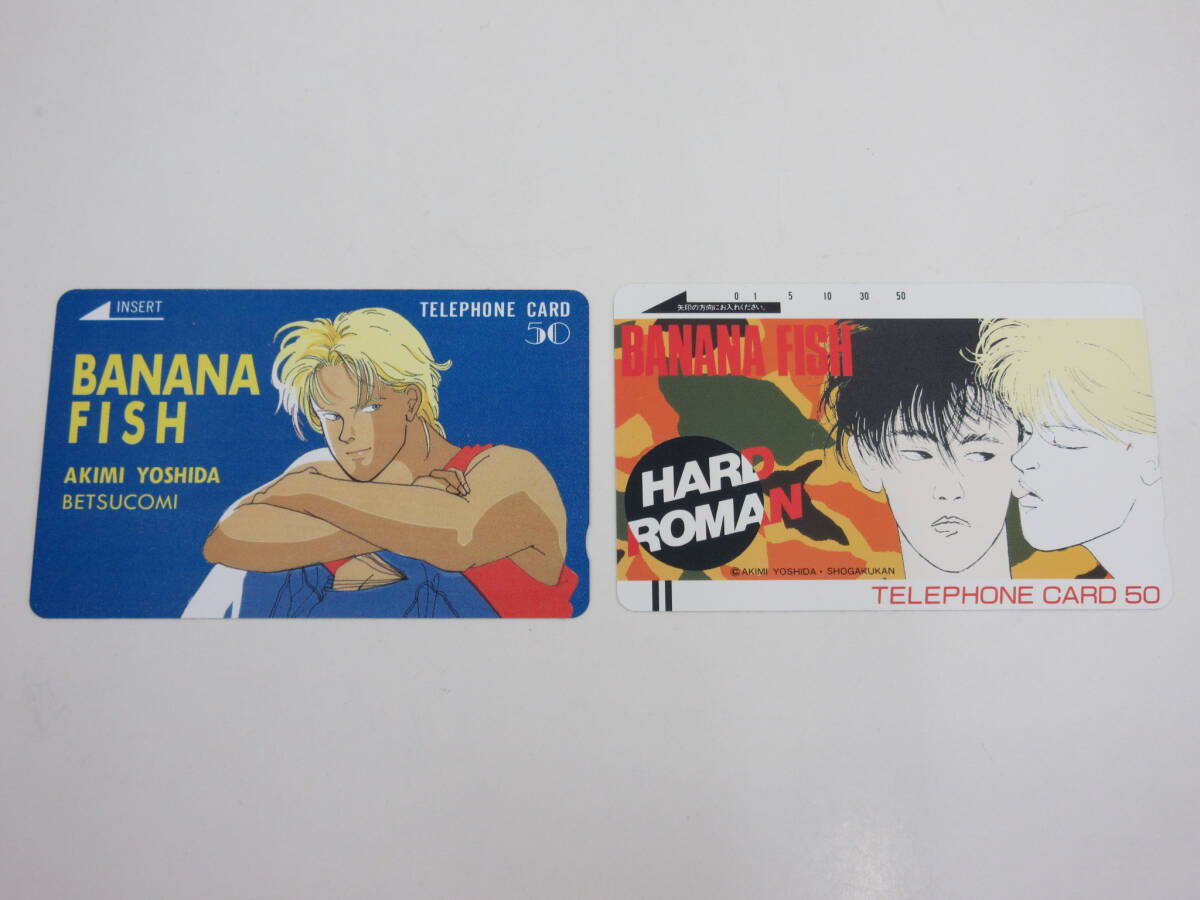 INSERT
TELEPHONE CARD
50
BANANA
FISH
AKIMI YOSHIDA
BETSUCOMI
0 1 5 10 30 50
矢印の方向にお入れください。
BANANA FISH
HARD
ROMAN
©AKIMI YOSHIDA・SHOGAKUKAN
TELEPHONE CARD 50